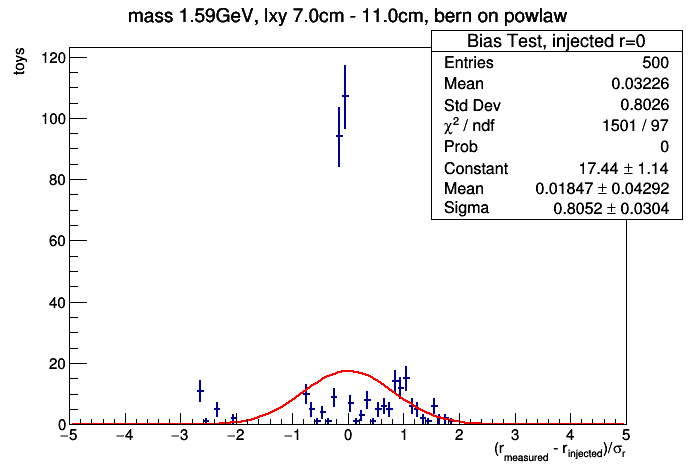 mass 1.59GeV, lxy 7.0cm - 11.0cm, bern on powlaw
toys
Bias Test, injected r=0
Entries 500
Mean 0.03226
Std Dev 0.8026
χ² / ndf 1501 / 97
Prob 0
Constant 17.44 ± 1.14
Mean 0.01847 ± 0.04292
Sigma 0.8052 ± 0.0304
120
100
80
60
40
20
0
−5 −4 −3 −2 −1 0 1 2 3 4 5
(r_measured - r_injected)/σ_r